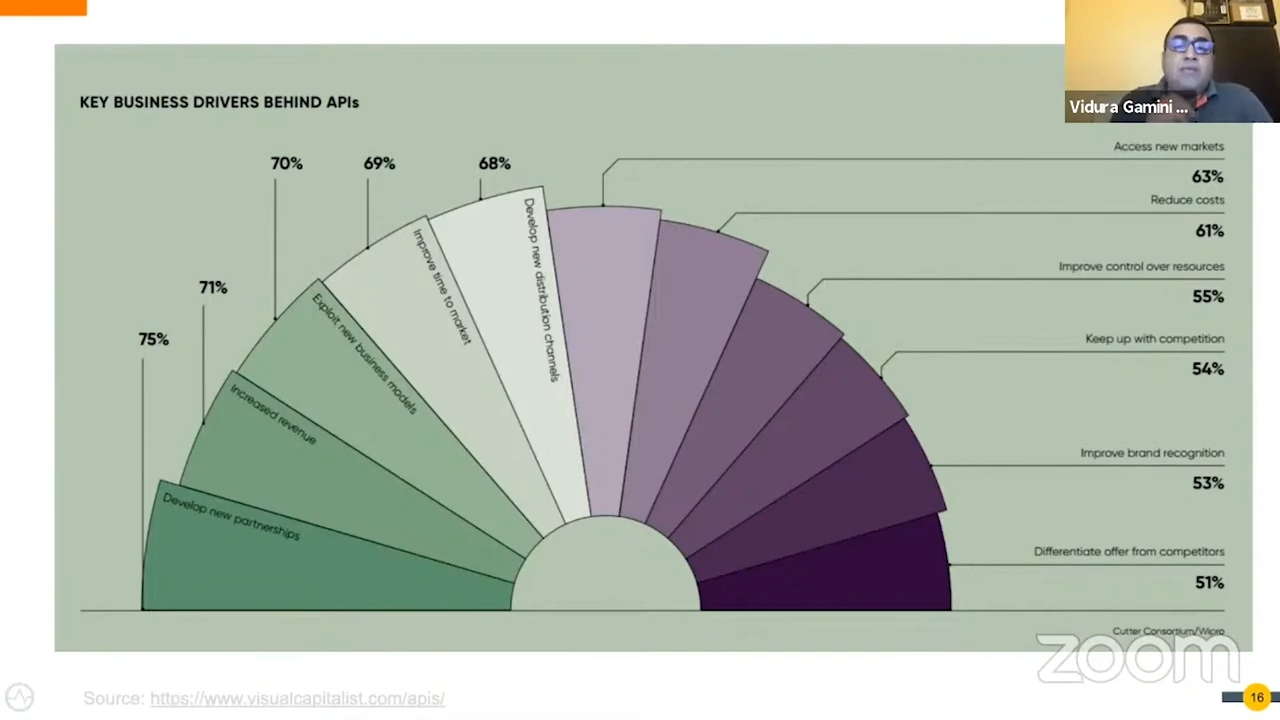 Vidura Gamini ...
KEY BUSINESS DRIVERS BEHIND APIs
75%
Develop new partnerships
71%
Increased revenue
70%
Exploit new business models
69%
Improve time to market
68%
Develop new distribution channels
Access new markets
63%
Reduce costs
61%
Improve control over resources
55%
Keep up with competition
54%
Improve brand recognition
53%
Differentiate offer from competitors
51%
Cutter Consortium/Wipro
zoom
Source: https://www.visualcapitalist.com/apis/
16